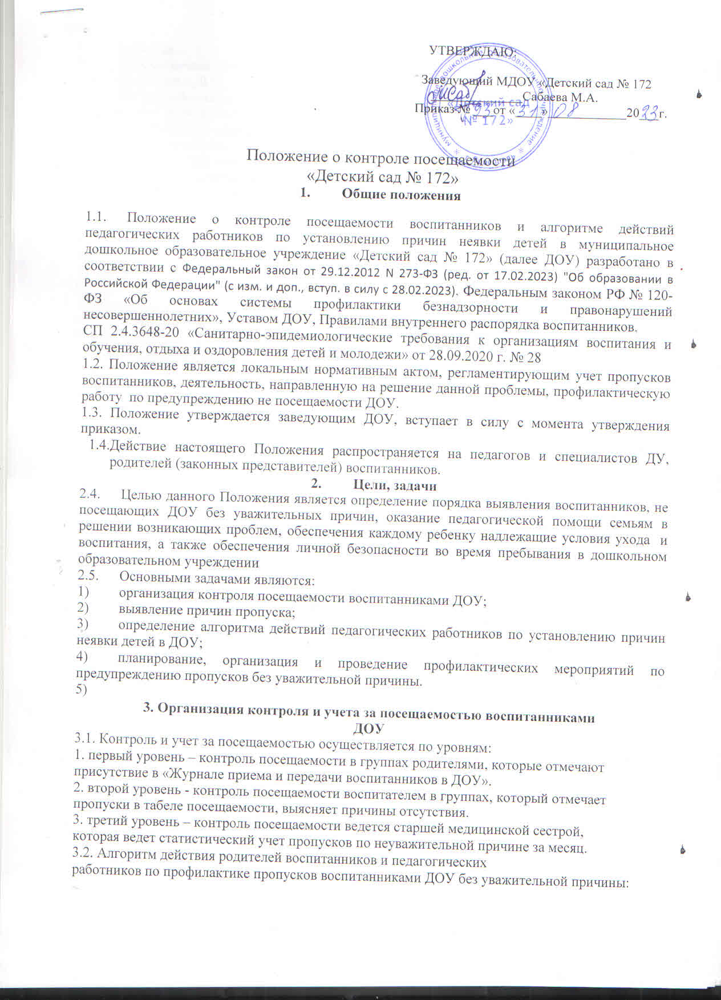 УТВЕРЖДАЮ:
Заведующий МДОУ «Детский сад № 172
Сабаева М.А.
«Детский сад
Приказ № 93 от «31» 08 2023 г.
№ 172»
Положение о контроле посещаемости
«Детский сад № 172»
1. Общие положения
1.1. Положение о контроле посещаемости воспитанников и алгоритме действий
педагогических работников по установлению причин неявки детей в муниципальное
дошкольное образовательное учреждение «Детский сад № 172» (далее ДОУ) разработано в
соответствии с Федеральный закон от 29.12.2012 N 273-ФЗ (ред. от 17.02.2023) "Об образовании в
Российской Федерации" (с изм. и доп., вступ. в силу с 28.02.2023). Федеральным законом РФ № 120-
ФЗ «Об основах системы профилактики безнадзорности и правонарушений
несовершеннолетних», Уставом ДОУ, Правилами внутреннего распорядка воспитанников.
СП 2.4.3648-20 «Санитарно-эпидемиологические требования к организациям воспитания и
обучения, отдыха и оздоровления детей и молодежи» от 28.09.2020 г. № 28
1.2. Положение является локальным нормативным актом, регламентирующим учет пропусков
воспитанников, деятельность, направленную на решение данной проблемы, профилактическую
работу по предупреждению не посещаемости ДОУ.
1.3. Положение утверждается заведующим ДОУ, вступает в силу с момента утверждения
приказом.
1.4.Действие настоящего Положения распространяется на педагогов и специалистов ДУ,
родителей (законных представителей) воспитанников.
2. Цели, задачи
2.4. Целью данного Положения является определение порядка выявления воспитанников, не
посещающих ДОУ без уважительных причин, оказание педагогической помощи семьям в
решении возникающих проблем, обеспечения каждому ребенку надлежащие условия ухода и
воспитания, а также обеспечения личной безопасности во время пребывания в дошкольном
образовательном учреждении
2.5. Основными задачами являются:
1) организация контроля посещаемости воспитанниками ДОУ;
2) выявление причин пропуска;
3) определение алгоритма действий педагогических работников по установлению причин
неявки детей в ДОУ;
4) планирование, организация и проведение профилактических мероприятий по
предупреждению пропусков без уважительной причины.
5)
3. Организация контроля и учета за посещаемостью воспитанниками
ДОУ
3.1. Контроль и учет за посещаемостью осуществляется по уровням:
1. первый уровень – контроль посещаемости в группах родителями, которые отмечают
присутствие в «Журнале приема и передачи воспитанников в ДОУ».
2. второй уровень - контроль посещаемости воспитателем в группах, который отмечает
пропуски в табеле посещаемости, выясняет причины отсутствия.
3. третий уровень – контроль посещаемости ведется старшей медицинской сестрой,
которая ведет статистический учет пропусков по неуважительной причине за месяц.
3.2. Алгоритм действия родителей воспитанников и педагогических
работников по профилактике пропусков воспитанниками ДОУ без уважительной причины: